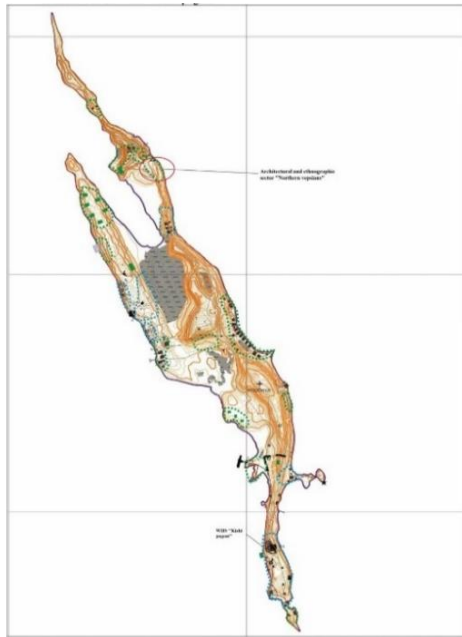 Architectural and ethnographic
sector "Northern vepsians"
WHS "Kizhi
pogost"